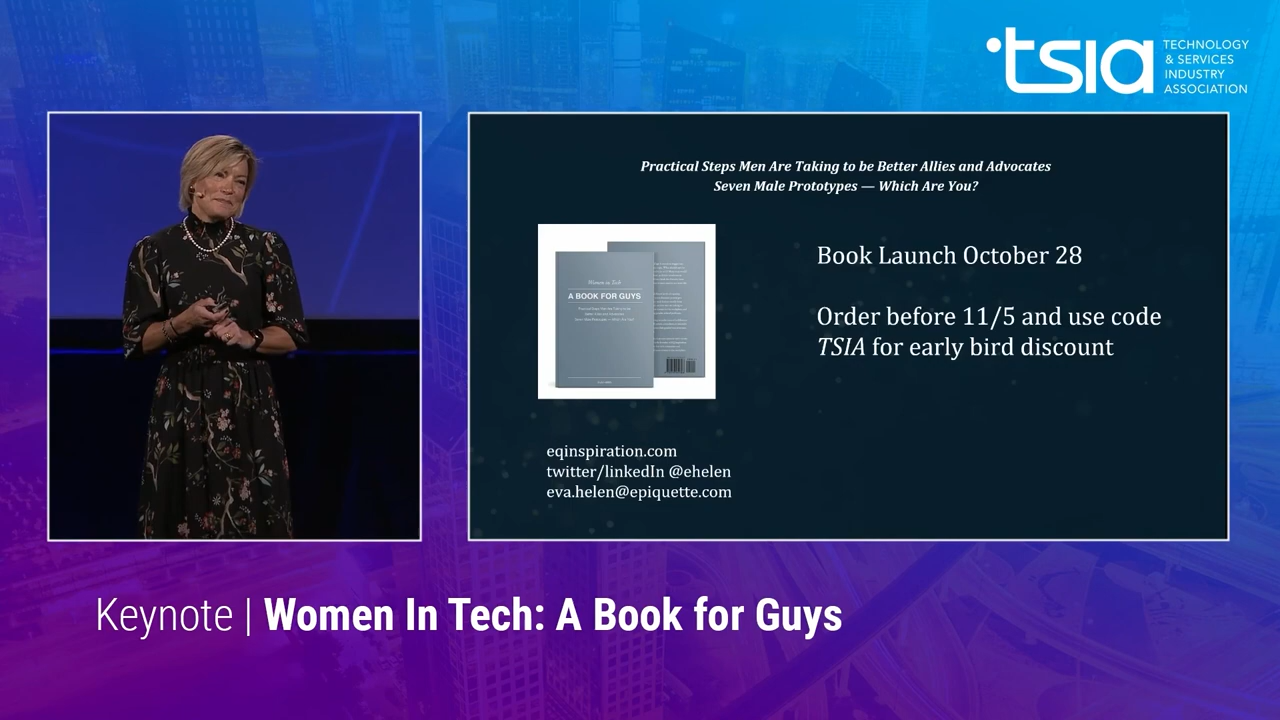 tsia
TECHNOLOGY
& SERVICES
INDUSTRY
ASSOCIATION
Practical Steps Men Are Taking to be Better Allies and Advocates
Seven Male Prototypes — Which Are You?
Women in Tech
A BOOK FOR GUYS
Book Launch October 28
Order before 11/5 and use code
TSIA for early bird discount
eqinspiration.com
twitter/linkedIn @ehelen
eva.helen@epiquette.com
Keynote | Women In Tech: A Book for Guys